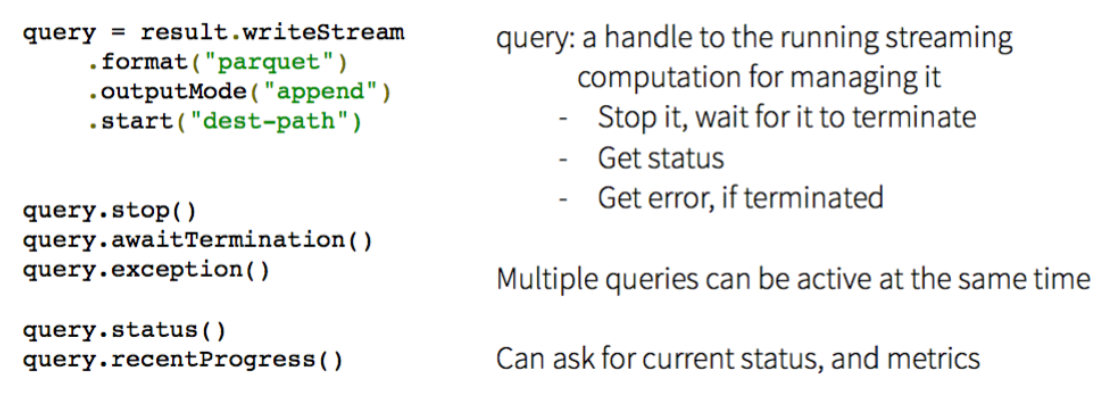 query = result.writeStream
.format("parquet")
.outputMode("append")
.start("dest-path")
query.stop()
query.awaitTermination()
query.exception()
query.status()
query.recentProgress()
query: a handle to the running streaming
computation for managing it
- Stop it, wait for it to terminate
- Get status
- Get error, if terminated
Multiple queries can be active at the same time
Can ask for current status, and metrics